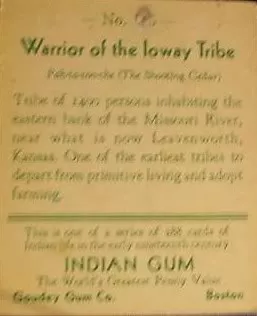 — No. —
Warrior of the Ioway Tribe
(The Shooting Cedar)
Tribe of 1400 persons inhabiting the
eastern bank of the Missouri River,
near what is now Leavenworth,
Kansas. One of the earliest tribes to
depart from primitive living and adopt
farming.
This is one of a series of 288 cards of
Indian life in the early nineteenth century
INDIAN GUM
The World's Greatest Penny Value
Goudey Gum Co. Boston